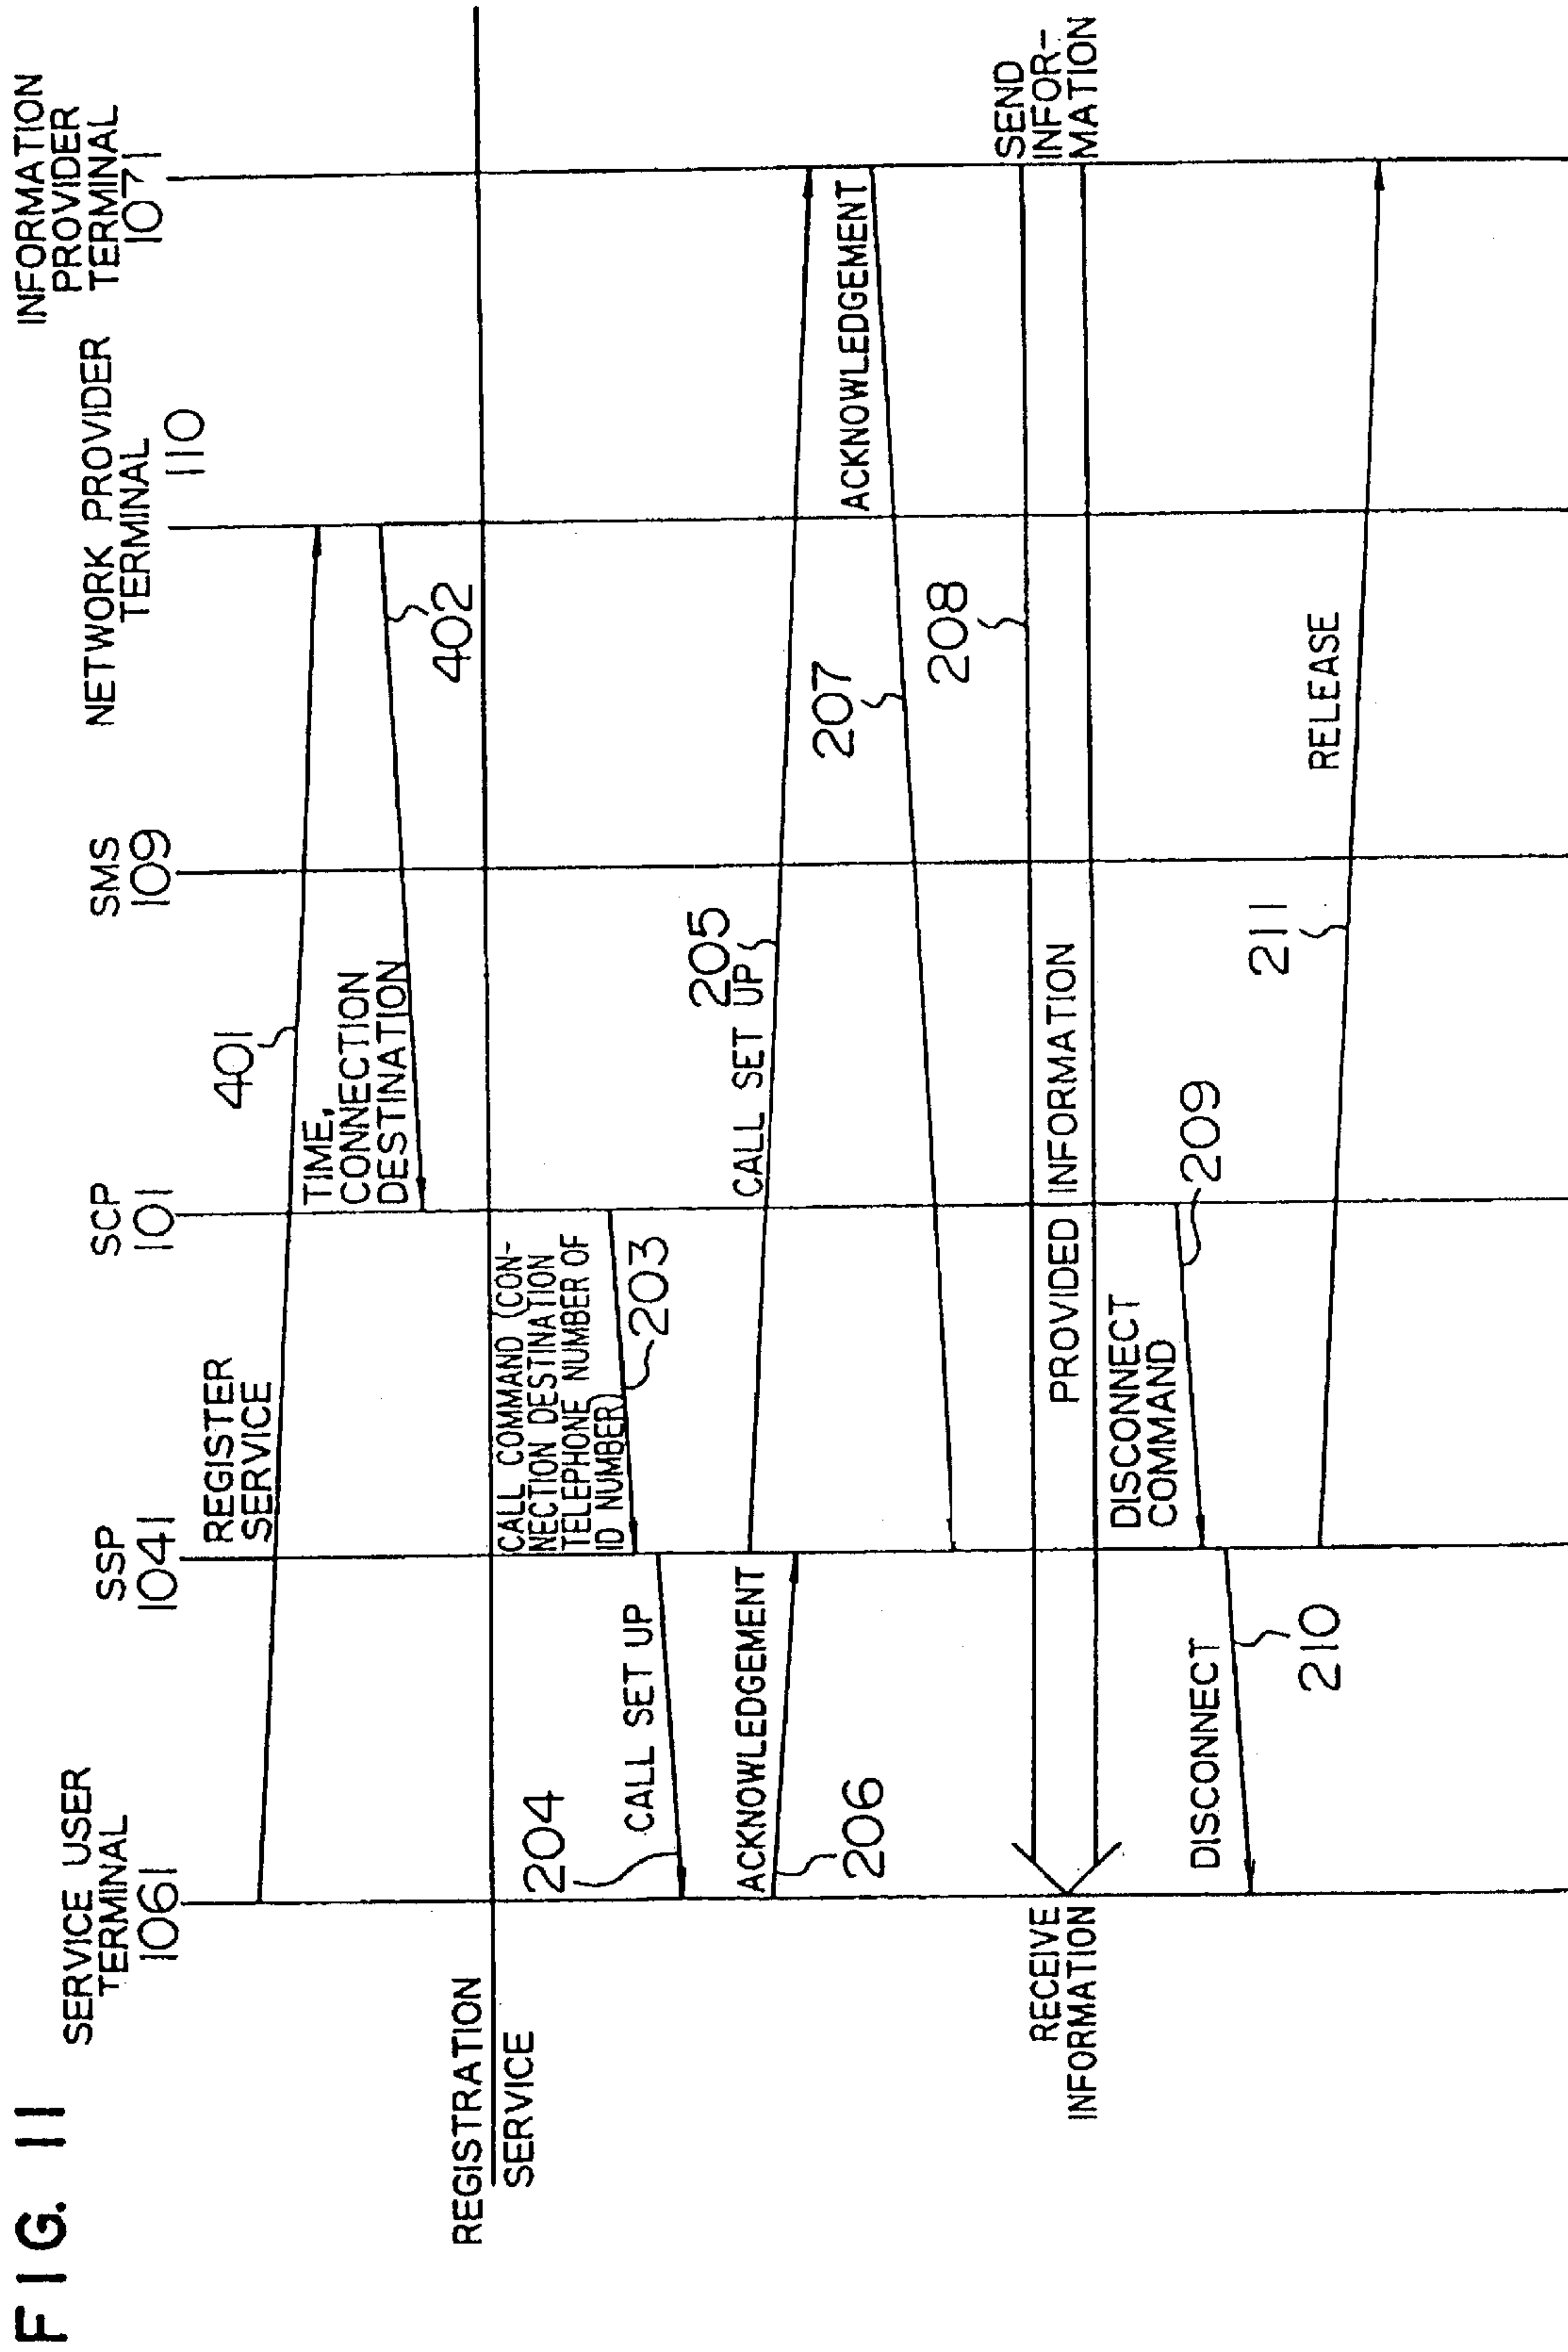 FIG. 11
SERVICE USER
TERMINAL
1061
SSP
1041
SCP
101
SMS
109
NETWORK PROVIDER
TERMINAL
110
INFORMATION
PROVIDER
TERMINAL
1071
REGISTER
SERVICE
401
TIME,
CONNECTION
DESTINATION
402
REGISTRATION
SERVICE
CALL COMMAND (CON-
NECTION DESTINATION
TELEPHONE NUMBER OF
ID NUMBER)
203
204
CALL SET UP
205
CALL SET UP
ACKNOWLEDGEMENT
206
ACKNOWLEDGEMENT
207
208
SEND
INFOR-
MATION
PROVIDED INFORMATION
RECEIVE
INFORMATION
DISCONNECT
COMMAND
209
DISCONNECT
210
211
RELEASE